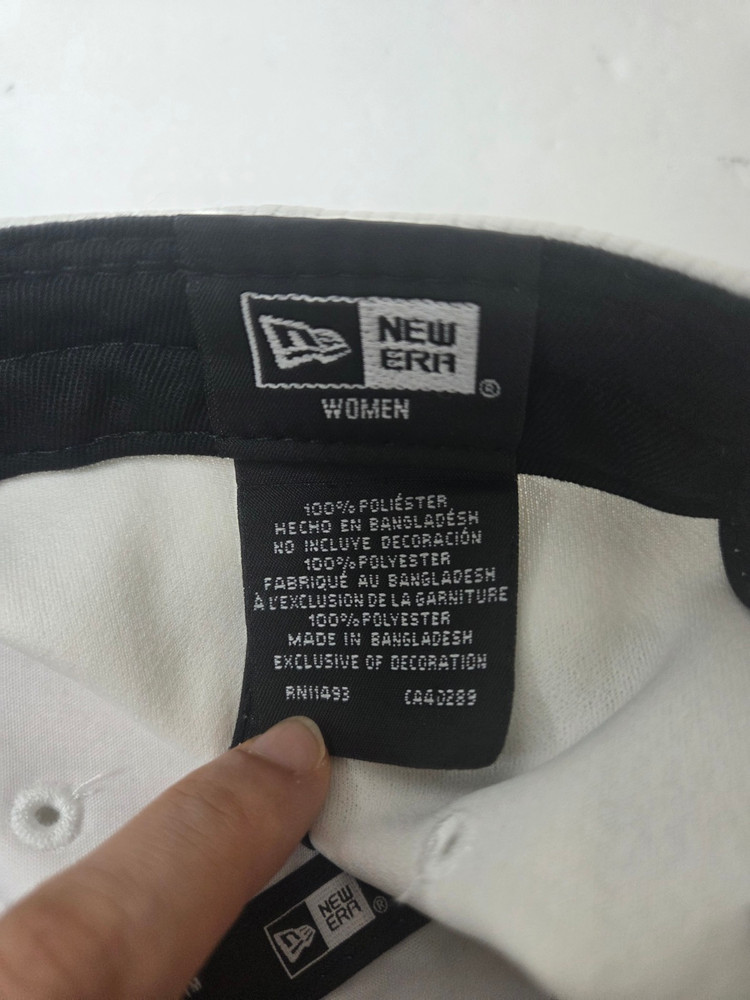 NEW
ERA
®
WOMEN
100% POLIÉSTER
HECHO EN BANGLADÉSH
NO INCLUYE DECORACIÓN
100% POLYESTER
FABRIQUÉ AU BANGLADESH
À L'EXCLUSION DE LA GARNITURE
100% POLYESTER
MADE IN BANGLADESH
EXCLUSIVE OF DECORATION
RN11493 CA40289
NEW
ERA
®